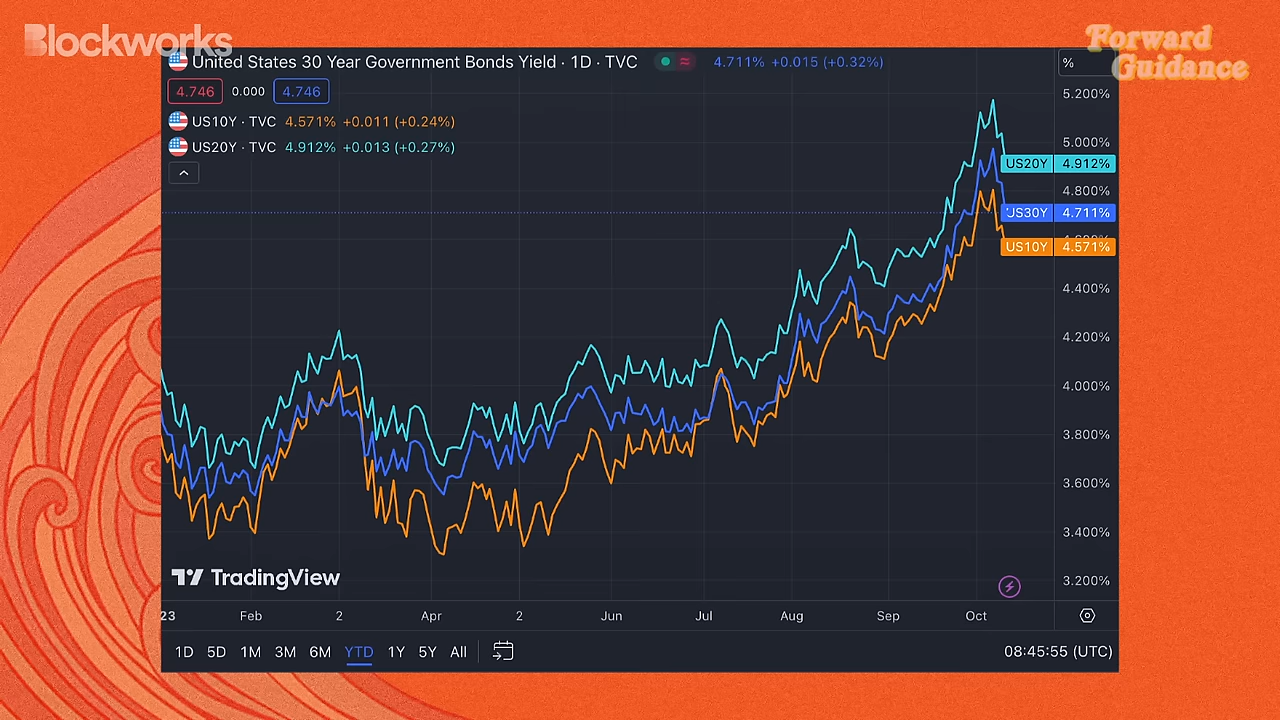 Blockworks
Forward
Guidance
United States 30 Year Government Bonds Yield · 1D · TVC 4.711% +0.015 (+0.32%)
%
4.746 0.000 4.746
US10Y · TVC 4.571% +0.011 (+0.24%)
US20Y · TVC 4.912% +0.013 (+0.27%)
5.200%
5.000%
US20Y 4.912%
4.800%
US30Y 4.711%
US10Y 4.571%
4.400%
4.200%
4.000%
3.800%
3.600%
3.400%
3.200%
TradingView
23 Feb 2 Apr 2 Jun Jul Aug Sep Oct
1D 5D 1M 3M 6M YTD 1Y 5Y All 08:45:55 (UTC)